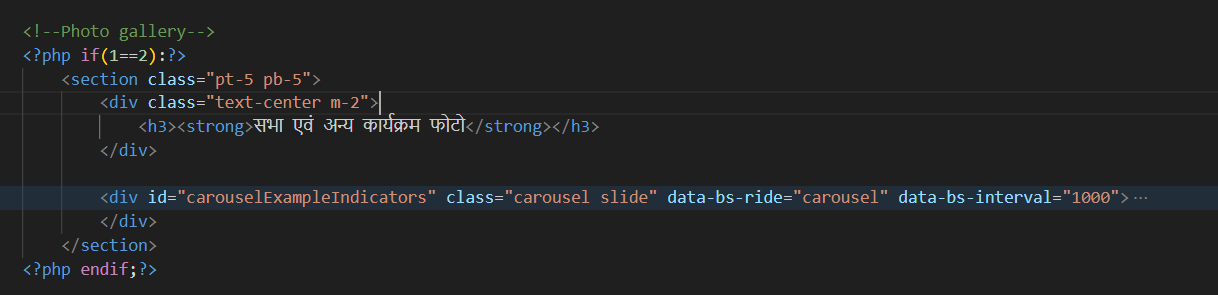 <!--Photo gallery-->
<?php if(1==2):?>
<section class="pt-5 pb-5">
<div class="text-center m-2">
<h3><strong>सभा एवं अन्य कार्यक्रम फोटो</strong></h3>
</div>
<div id="carouselExampleIndicators" class="carousel slide" data-bs-ride="carousel" data-bs-interval="1000">…
</div>
</section>
<?php endif;?>